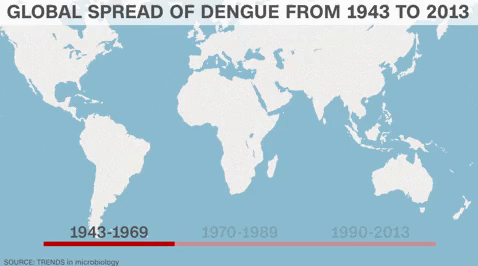 GLOBAL SPREAD OF DENGUE FROM 1943 TO 2013
1943-1969 1970-1989 1990-2013
SOURCE: TRENDS in microbiology